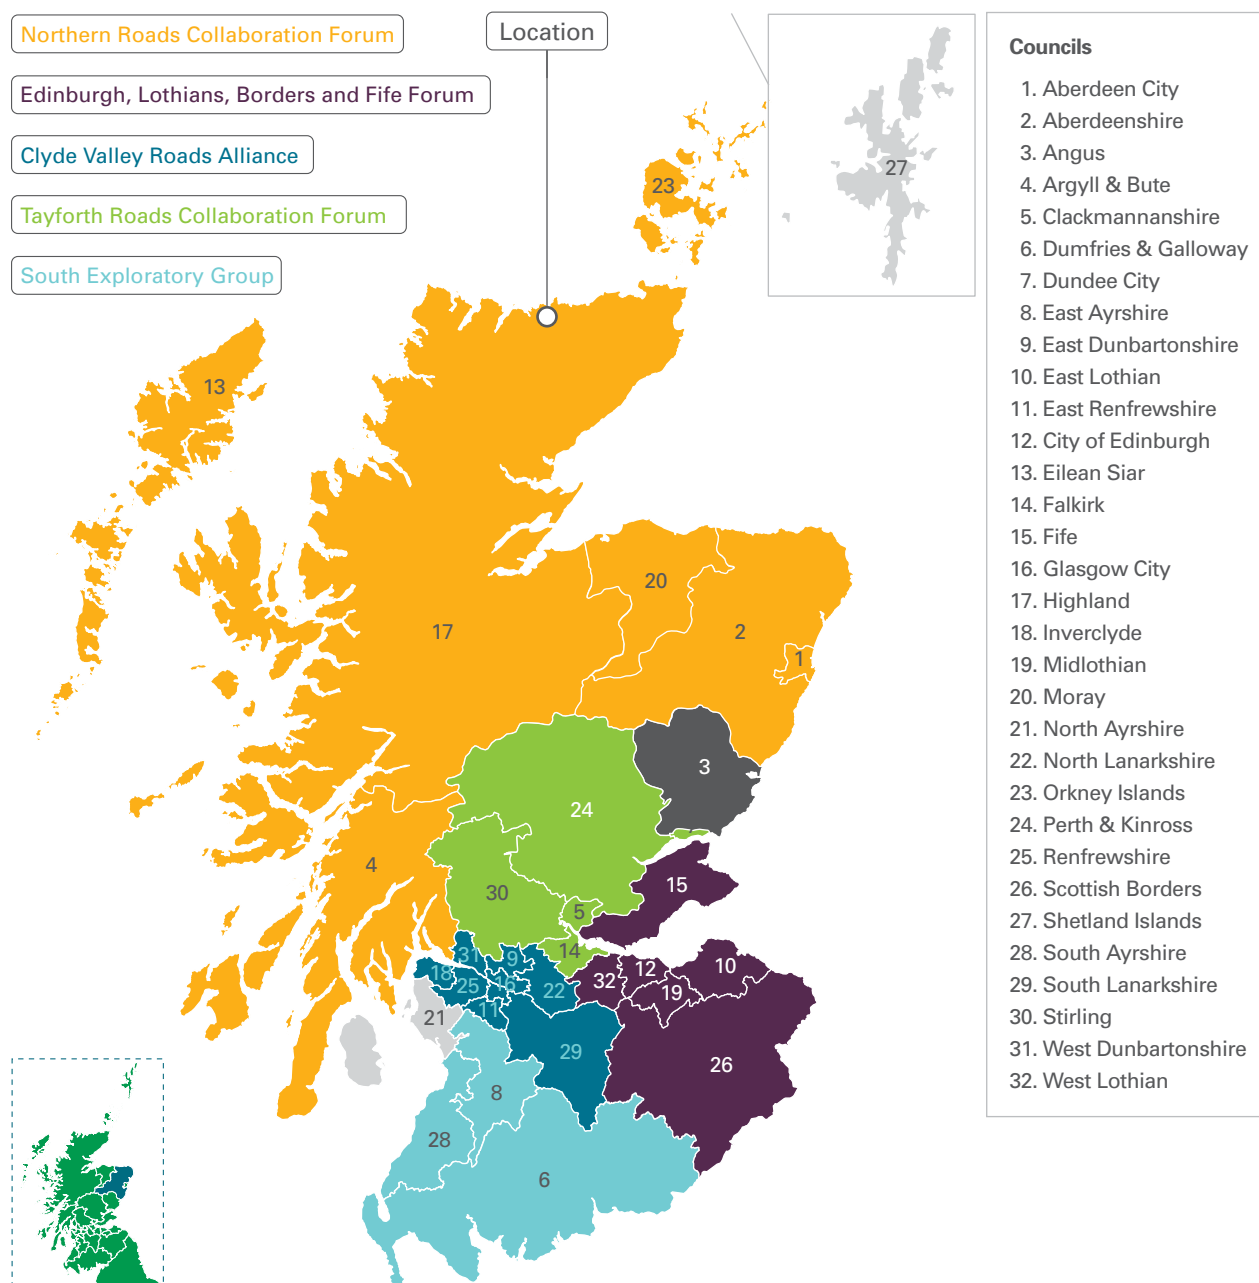 Northern Roads Collaboration Forum
Edinburgh, Lothians, Borders and Fife Forum
Clyde Valley Roads Alliance
Tayforth Roads Collaboration Forum
South Exploratory Group
Location
27
23
13
17
20
2
1
3
24
4
30
15
5
14
31
9
18
25
16
22
11
32
12
10
19
21
29
26
8
28
6
Councils
1. Aberdeen City
2. Aberdeenshire
3. Angus
4. Argyll & Bute
5. Clackmannanshire
6. Dumfries & Galloway
7. Dundee City
8. East Ayrshire
9. East Dunbartonshire
10. East Lothian
11. East Renfrewshire
12. City of Edinburgh
13. Eilean Siar
14. Falkirk
15. Fife
16. Glasgow City
17. Highland
18. Inverclyde
19. Midlothian
20. Moray
21. North Ayrshire
22. North Lanarkshire
23. Orkney Islands
24. Perth & Kinross
25. Renfrewshire
26. Scottish Borders
27. Shetland Islands
28. South Ayrshire
29. South Lanarkshire
30. Stirling
31. West Dunbartonshire
32. West Lothian